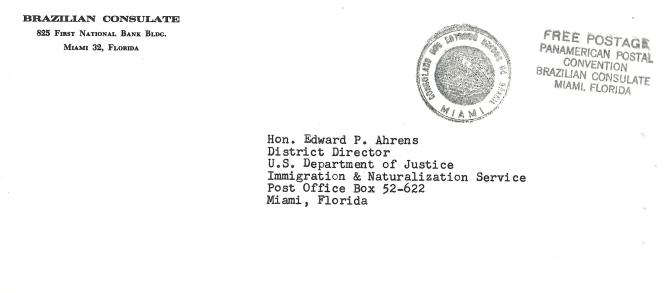 BRAZILIAN CONSULATE
825 FIRST NATIONAL BANK BLDG.
MIAMI 32, FLORIDA
CONSULADO DOS ESTADOS UNIDOS DO BRASIL
MIAMI
FREE POSTAGE
PANAMERICAN POSTAL
CONVENTION
BRAZILIAN CONSULATE
MIAMI, FLORIDA
Hon. Edward P. Ahrens
District Director
U.S. Department of Justice
Immigration & Naturalization Service
Post Office Box 52-622
Miami, Florida